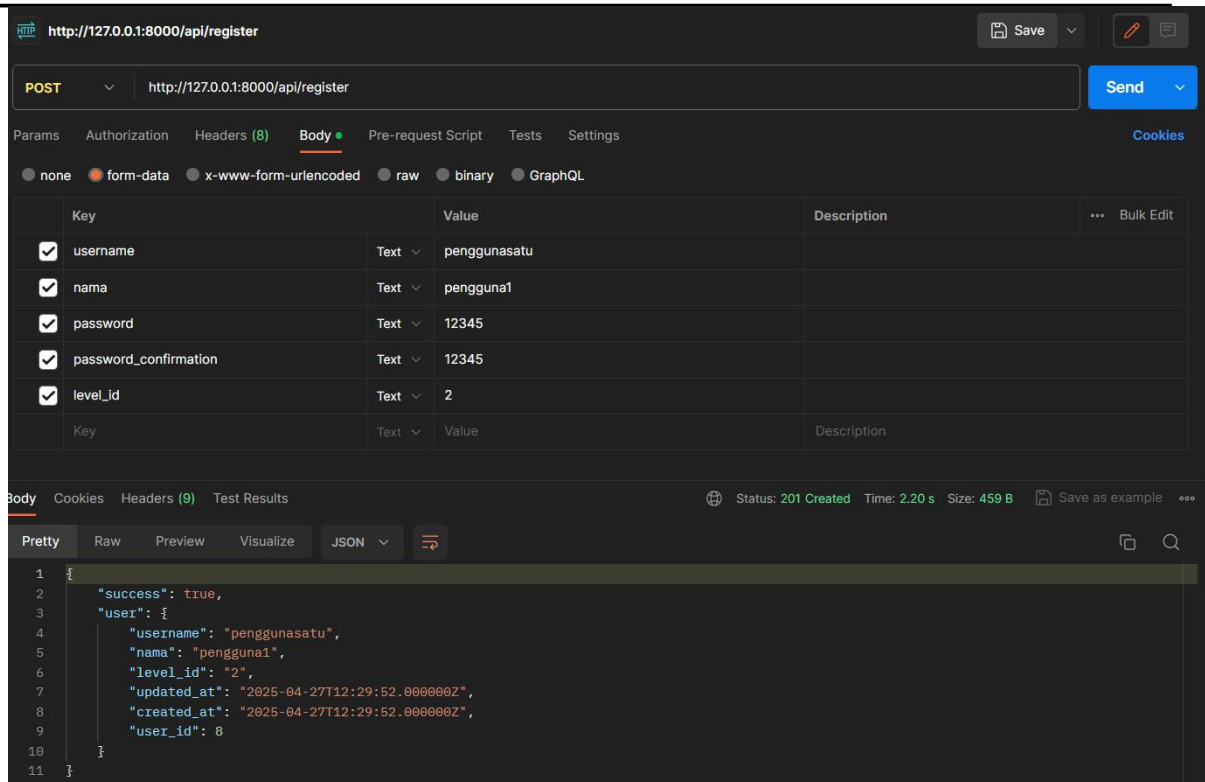 HTTP http://127.0.0.1:8000/api/register Save
POST http://127.0.0.1:8000/api/register Send
Params Authorization Headers (8) Body Pre-request Script Tests Settings Cookies
none form-data x-www-form-urlencoded raw binary GraphQL
Key Value Description Bulk Edit
username Text penggunasatu
nama Text pengguna1
password Text 12345
password_confirmation Text 12345
level_id Text 2
Key Text Value Description
Body Cookies Headers (9) Test Results Status: 201 Created Time: 2.20 s Size: 459 B Save as example
Pretty Raw Preview Visualize JSON
1 {
2 "success": true,
3 "user": {
4 "username": "penggunasatu",
5 "nama": "pengguna1",
6 "level_id": "2",
7 "updated_at": "2025-04-27T12:29:52.000000Z",
8 "created_at": "2025-04-27T12:29:52.000000Z",
9 "user_id": 8
10 }
11 }